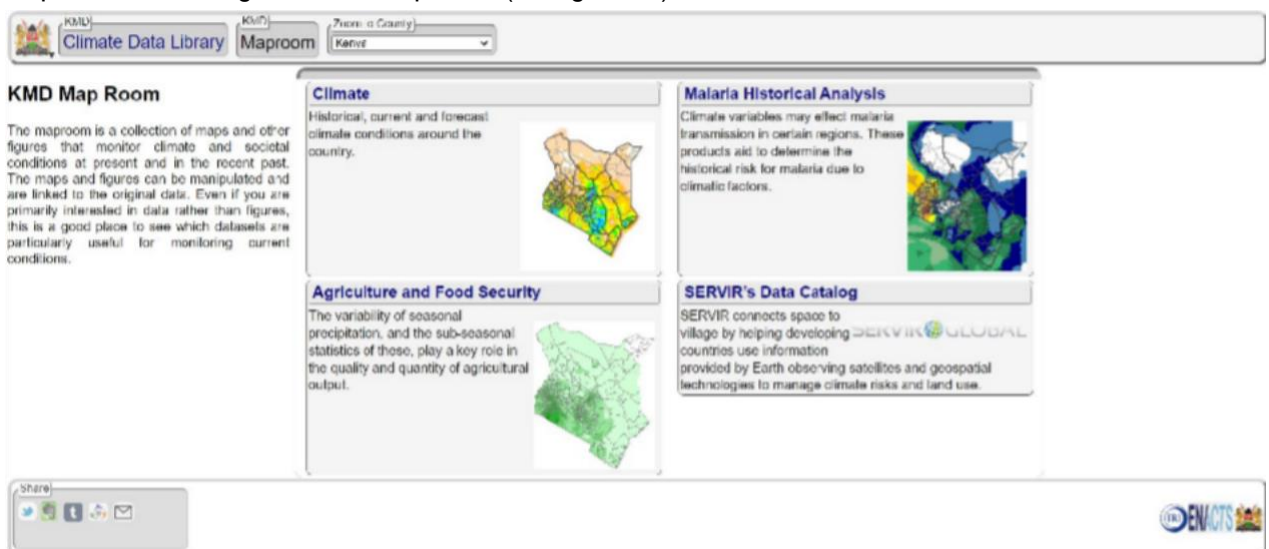 KMD
Climate Data Library
KMD
Maproom
Zoom to County
Kenya
KMD Map Room
The maproom is a collection of maps and other
figures that monitor climate and societal
conditions at present and in the recent past.
The maps and figures can be manipulated and
are linked to the original data. Even if you are
primarily interested in data rather than figures,
this is a good place to see which datasets are
particularly useful for monitoring current
conditions.
Climate
Historical, current and forecast
climate conditions around the
country.
Malaria Historical Analysis
Climate variables may effect malaria
transmission in certain regions. These
products aid to determine the
historical risk for malaria due to
climatic factors.
Agriculture and Food Security
The variability of seasonal
precipitation, and the sub-seasonal
statistics of these, play a key role in
the quality and quantity of agricultural
output.
SERVIR's Data Catalog
SERVIR connects space to
village by helping developing
countries use information
provided by Earth observing satellites and geospatial
technologies to manage climate risks and land use.
SERVIR GLOBAL
Share
t
IRI ENACTS